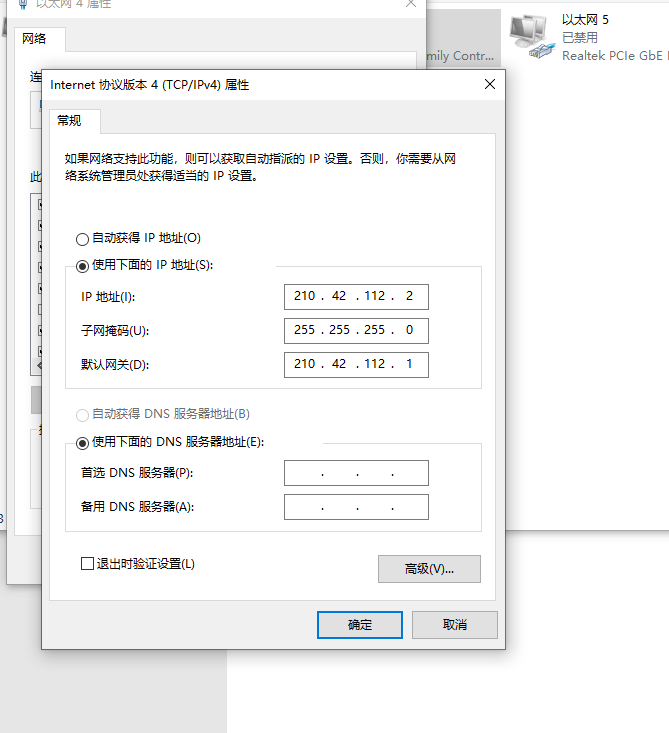 以太网 4 属性
网络
mily Contr...
以太网 5
已禁用
Realtek PCIe GbE
Internet 协议版本 4 (TCP/IPv4) 属性
常规
如果网络支持此功能，则可以获取自动指派的 IP 设置。否则，你需要从网
络系统管理员处获得适当的 IP 设置。
自动获得 IP 地址(O)
使用下面的 IP 地址(S):
IP 地址(I):
210 . 42 . 112 . 2
子网掩码(U):
255 . 255 . 255 . 0
默认网关(D):
210 . 42 . 112 . 1
自动获得 DNS 服务器地址(B)
使用下面的 DNS 服务器地址(E):
首选 DNS 服务器(P):
. . .
备用 DNS 服务器(A):
. . .
退出时验证设置(L)
高级(V)...
确定
取消